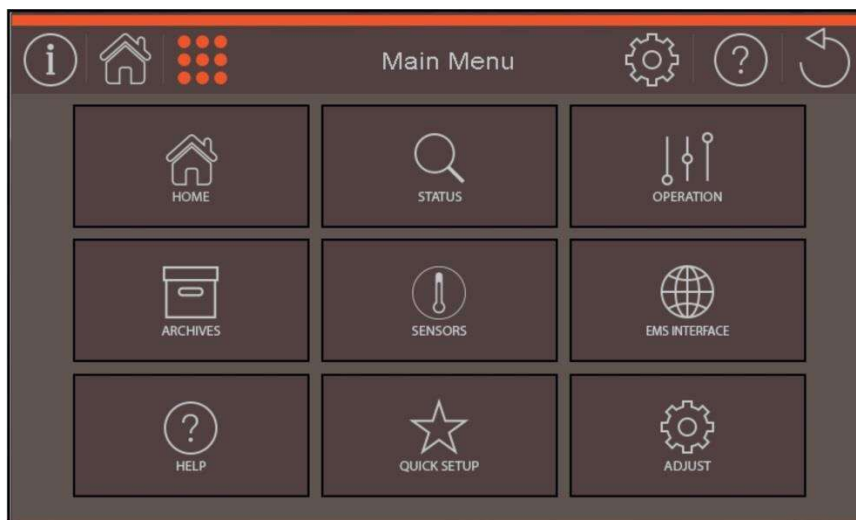 i
Main Menu
?
HOME
STATUS
OPERATION
ARCHIVES
SENSORS
EMS INTERFACE
?
HELP
QUICK SETUP
ADJUST